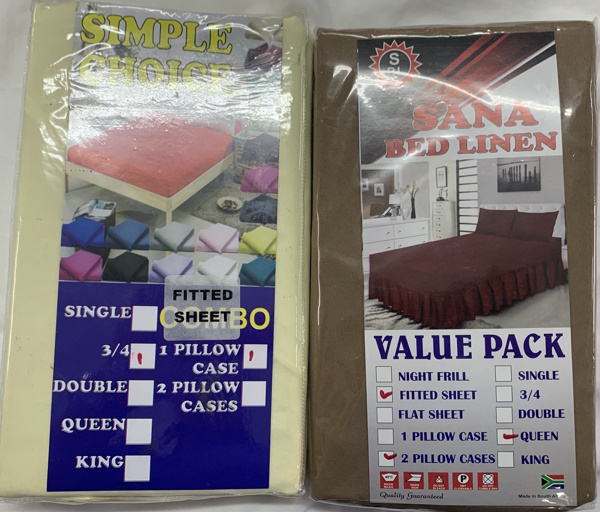 SIMPLE
CHOICE
FITTED
SHEET
COMBO
SINGLE
3/4
1 PILLOW
CASE
DOUBLE
2 PILLOW
CASES
QUEEN
KING
SANA
BED LINEN
VALUE PACK
NIGHT FRILL
SINGLE
FITTED SHEET
3/4
FLAT SHEET
DOUBLE
1 PILLOW CASE
QUEEN
2 PILLOW CASES
KING
Quality Guaranteed
Made in South